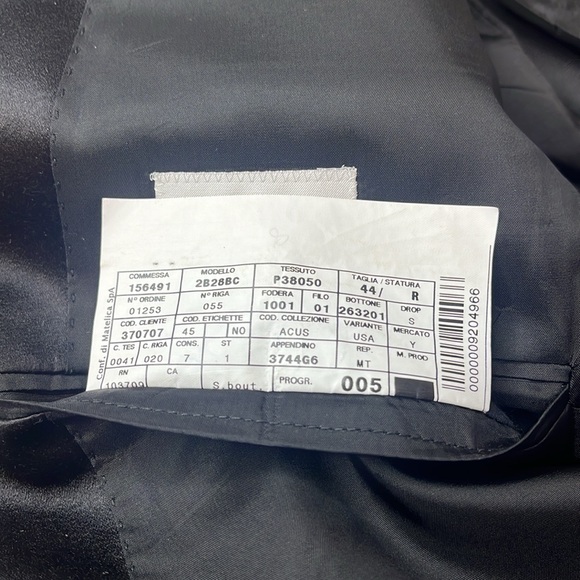 COMMESSA MODELLO TESSUTO TAGLIA / STATURA
156491 2B28BC P38050 44/ R
Nº ORDINE Nº RIGA FODERA FILO BOTTONE DROP
01253 055 1001 01 263201 S
COD. CLIENTE COD. ETICHETTE COD. COLLEZIONE VARIANTE MERCATO
370707 45 NO ACUS USA Y
C. TES C. RIGA CONS. ST APPENDINO REP. M. PROD
0041 020 7 1 3744G6 MT
RN CA S.bout. PROGR. 005
103709
Conf. di Matelica SpA
0000009204966